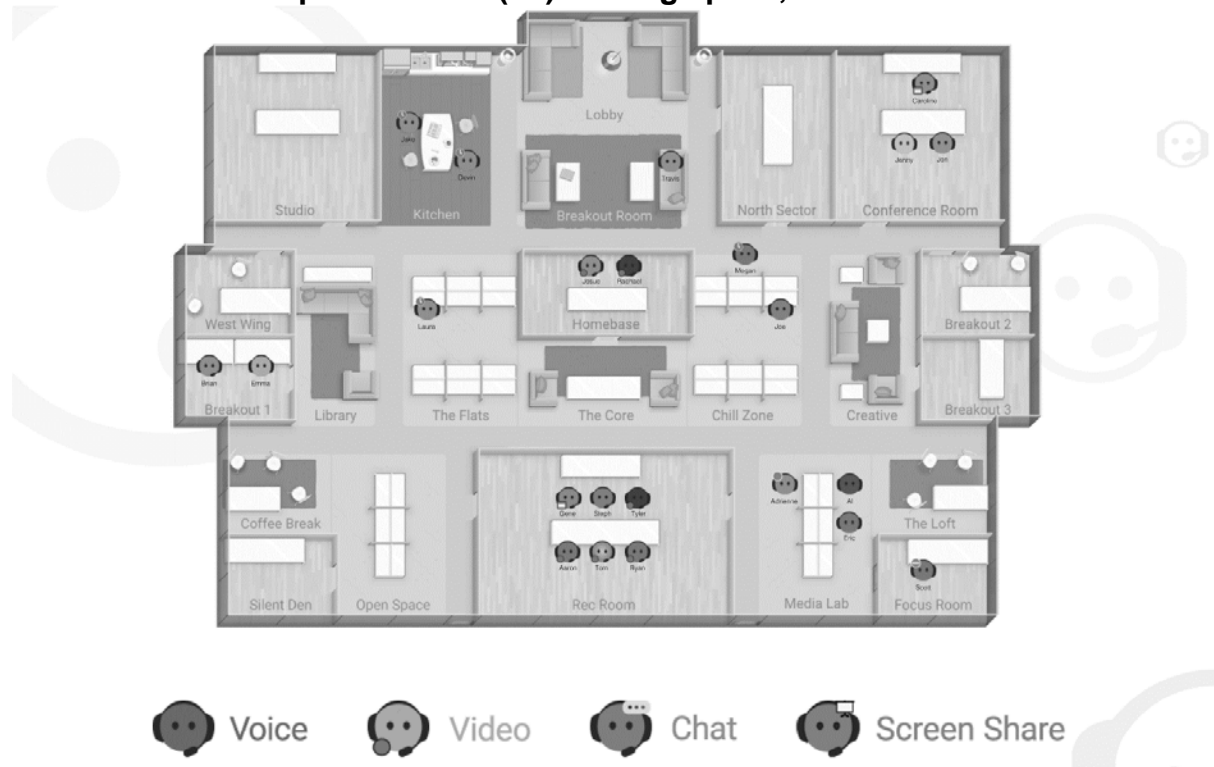 Lobby
Caroline
Jake
Jenny
Jon
Devin
Travis
Studio
Kitchen
Breakout Room
North Sector
Conference Room
Megan
Rachael
Laura
Joe
West Wing
Homebase
Breakout 2
Brian
Emma
Breakout 1
Library
The Flats
The Core
Chill Zone
Creative
Breakout 3
Gene
Steph
Tyler
Adrienne
Al
Coffee Break
The Loft
Eric
Aaron
Tom
Ryan
Scott
Silent Den
Open Space
Rec Room
Media Lab
Focus Room
Voice
Video
Chat
Screen Share